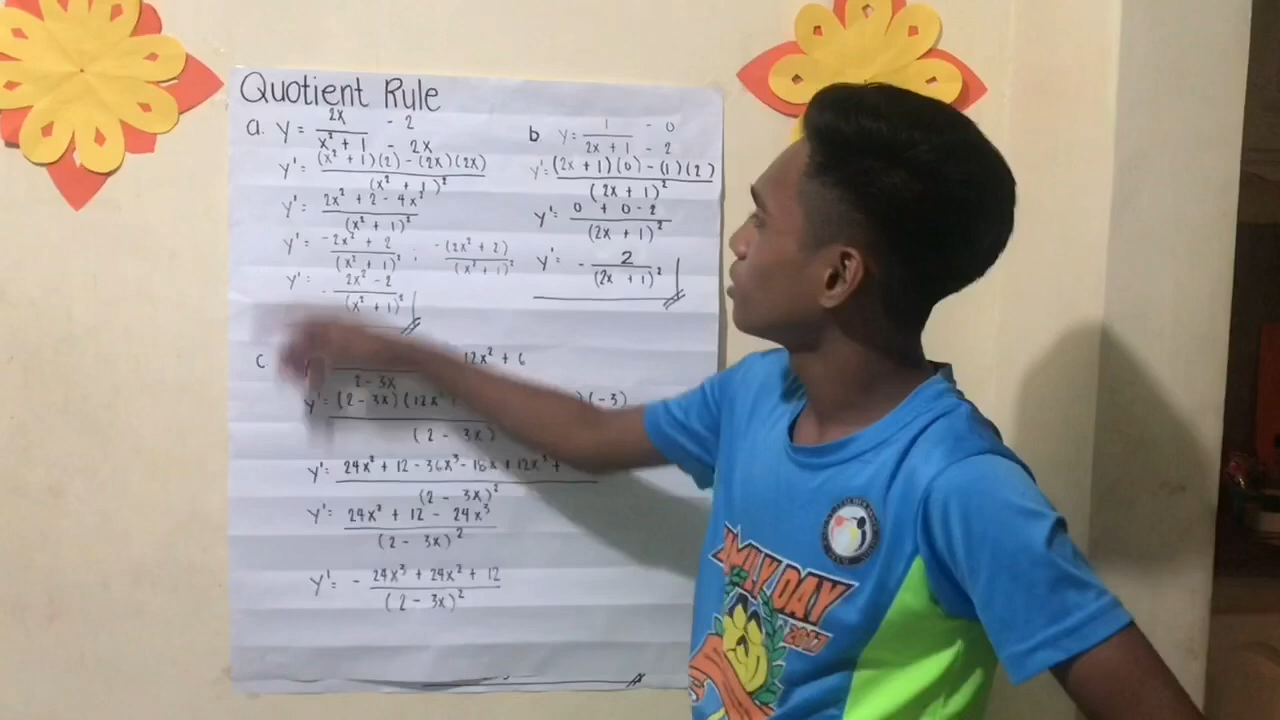 Quotient Rule
a. y = 2x / x² + 1 - 2 - 2x
y' = (x² + 1)(2) - (2x)(2x) / (x² + 1)²
y' = 2x² + 2 - 4x² / (x² + 1)²
y' = -2x² + 2 / (x² + 1)² ; -(2x² + 2) / (x² + 1)²
y' = - 2x² - 2 / (x² + 1)²
b y = 1 / 2x + 1 - 0 - 2
y' = (2x + 1)(0) - (1)(2) / (2x + 1)²
y' = 0 + 0 - 2 / (2x + 1)²
y' = - 2 / (2x + 1)²
c. 2 - 3x 12x² + 6
y' = (2 - 3x)(12x² )(-3) / (2 - 3x)
y' = 24x² + 12 - 36x³ - 18x + 12x³ + / (2 - 3x)²
y' = 24x² + 12 - 24x³ / (2 - 3x)²
y' = - 24x³ + 24x² + 12 / (2 - 3x)²
FAMILY DAY
2017